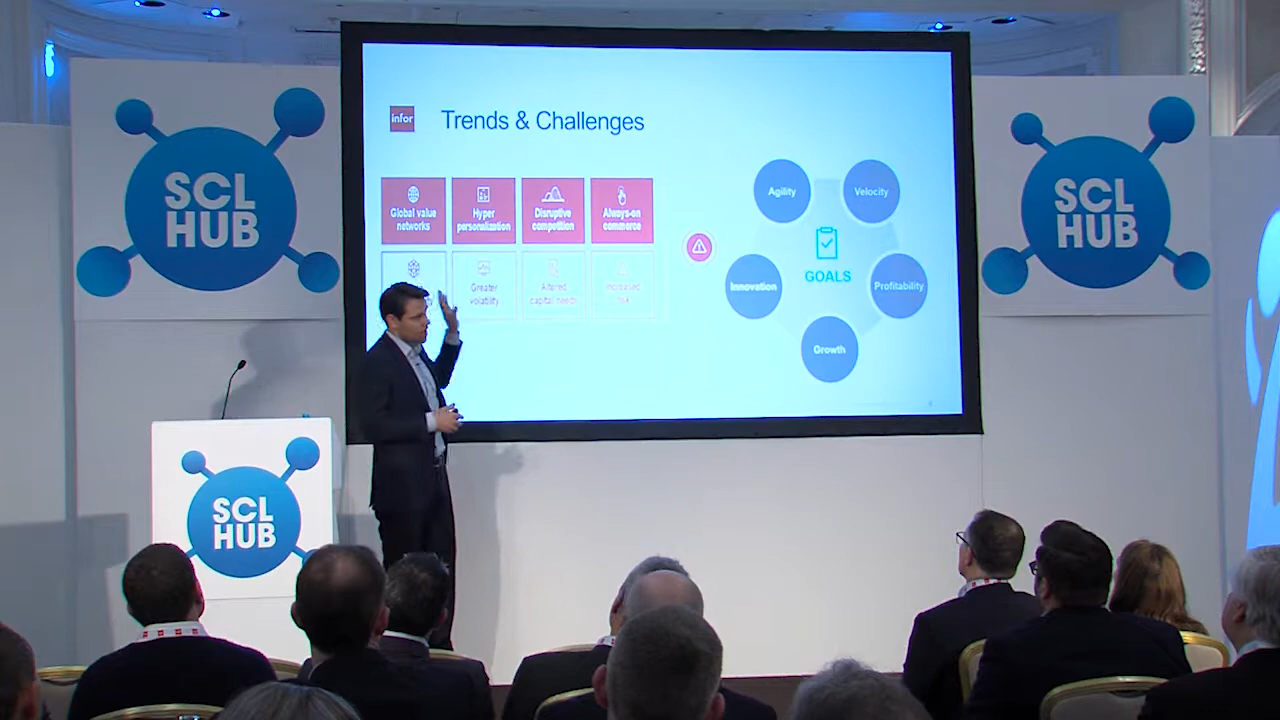 SCL
HUB
infor
Trends & Challenges
Global value
networks
Hyper
personalization
Disruptive
competition
Always-on
commerce
Greater
volatility
Altered
capital needs
Increased
risk
Agility
Velocity
Innovation
GOALS
Profitability
Growth
SCL
HUB
SCL
HUB